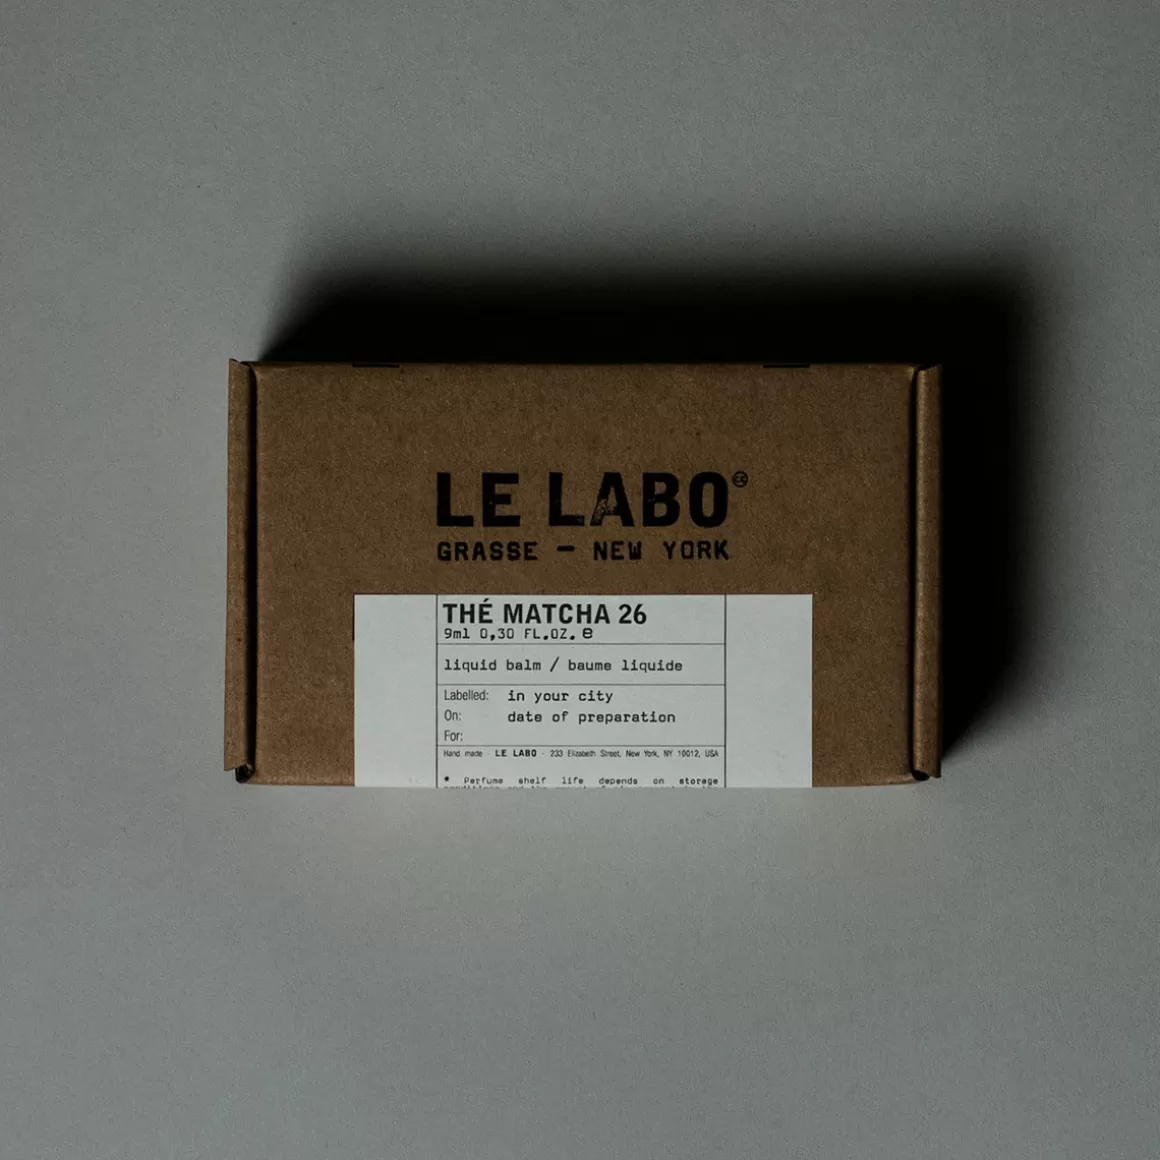 LE LABO
GRASSE — NEW YORK
THÉ MATCHA 26
9ml 0,30 FL.OZ. ℮
liquid balm / baume liquide
Labelled: in your city
On: date of preparation
For:
Hand made - LE LABO - 233 Elizabeth Street, New York, NY 10012, USA
* Perfume shelf life depends on storage